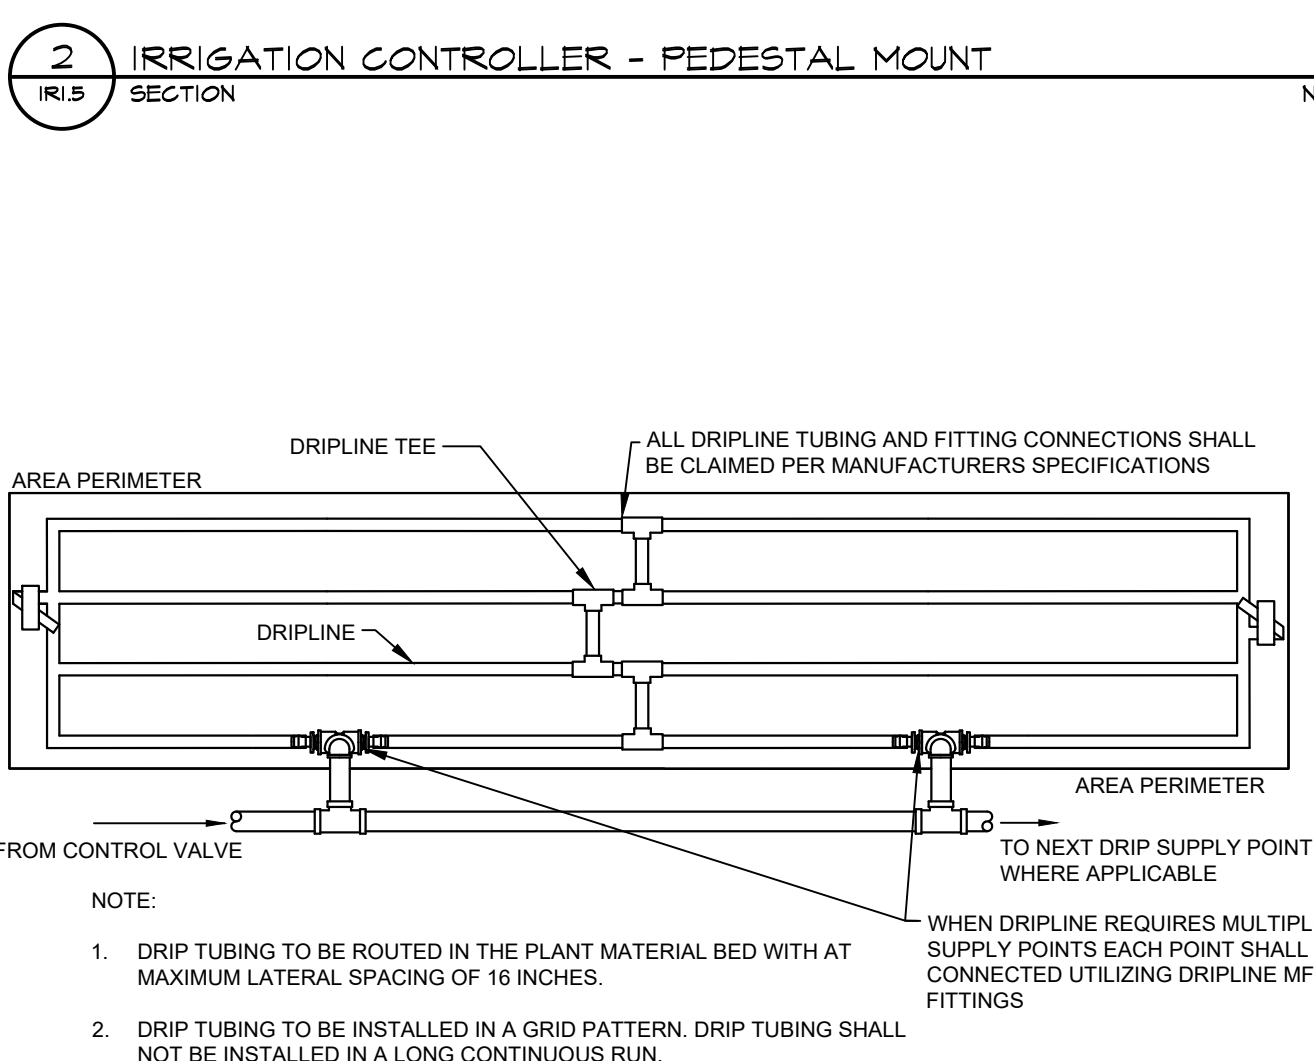 2
IRRIGATION CONTROLLER - PEDESTAL MOUNT
IR1.5
SECTION
DRIPLINE TEE
ALL DRIPLINE TUBING AND FITTING CONNECTIONS SHALL
BE CLAIMED PER MANUFACTURERS SPECIFICATIONS
AREA PERIMETER
DRIPLINE
AREA PERIMETER
FROM CONTROL VALVE
TO NEXT DRIP SUPPLY POINT
WHERE APPLICABLE
NOTE:
WHEN DRIPLINE REQUIRES MULTIPL
SUPPLY POINTS EACH POINT SHALL
CONNECTED UTILIZING DRIPLINE MF
FITTINGS
1. DRIP TUBING TO BE ROUTED IN THE PLANT MATERIAL BED WITH AT
MAXIMUM LATERAL SPACING OF 16 INCHES.
2. DRIP TUBING TO BE INSTALLED IN A GRID PATTERN. DRIP TUBING SHALL
NOT BE INSTALLED IN A LONG CONTINUOUS RUN.